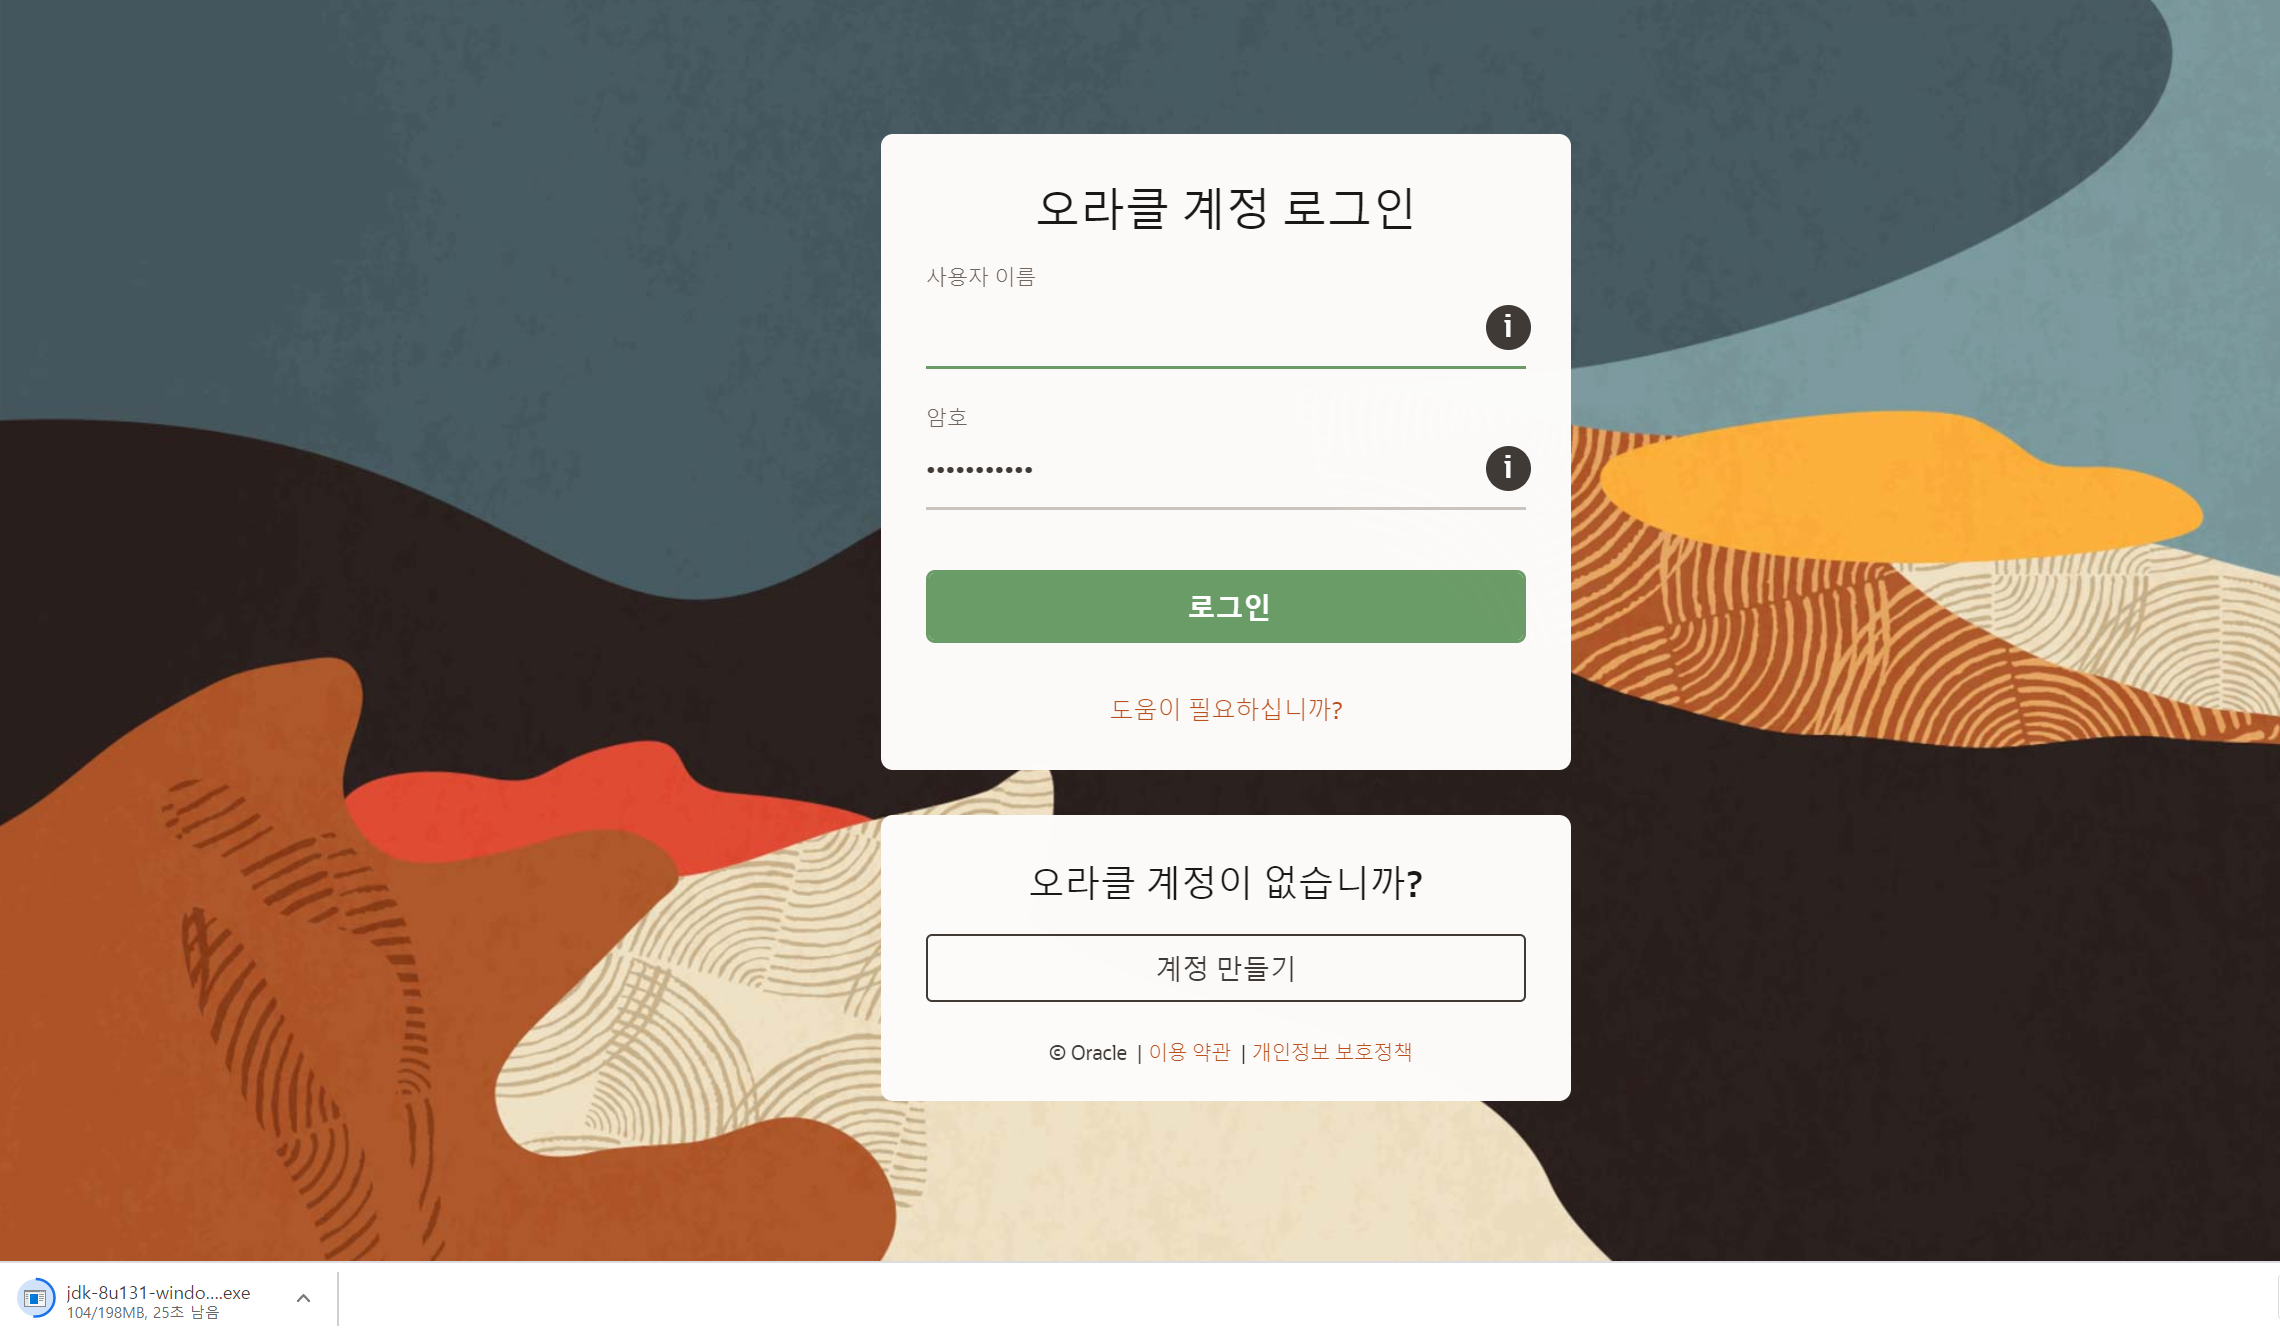 오라클 계정 로그인
사용자 이름
i
암호
•••••••••••
i
로그인
도움이 필요하십니까?
오라클 계정이 없습니까?
계정 만들기
© Oracle | 이용 약관 | 개인정보 보호정책
jdk-8u131-windo....exe
104/198MB, 25초 남음